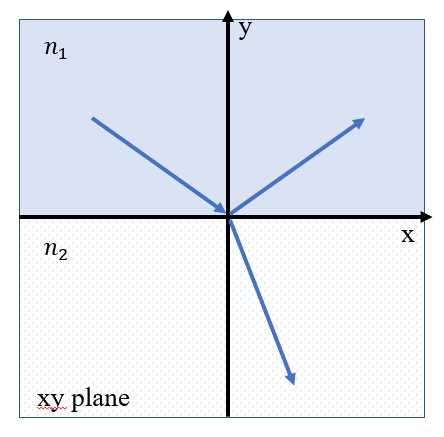 y
n₁
x
n₂
xy plane